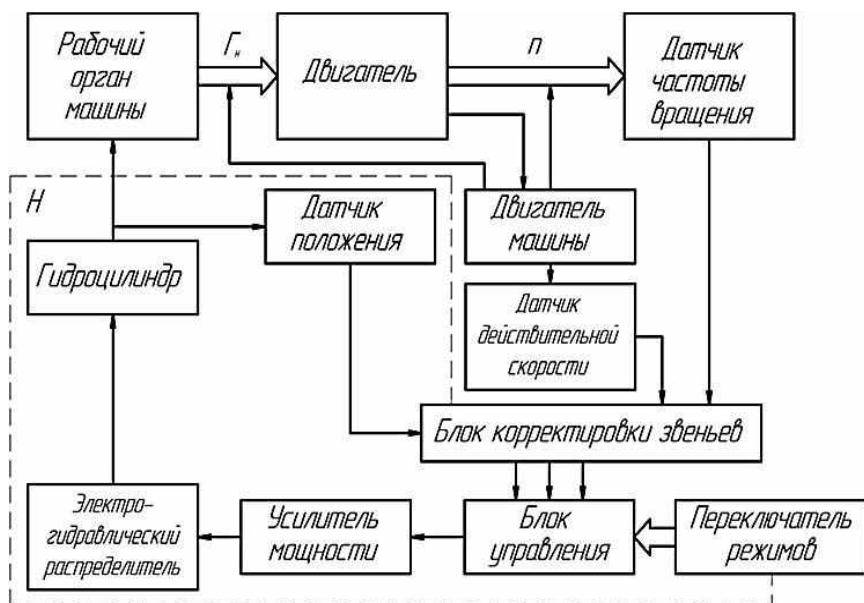 Рабочий
орган
машины
Гн
Двигатель
п
Датчик
частоты
вращения
Н
Датчик
положения
Двигатель
машины
Гидроцилиндр
Датчик
действительной
скорости
Блок корректировки звеньев
Электро-
гидравлический
распределитель
Усилитель
мощности
Блок
управления
Переключатель
режимов